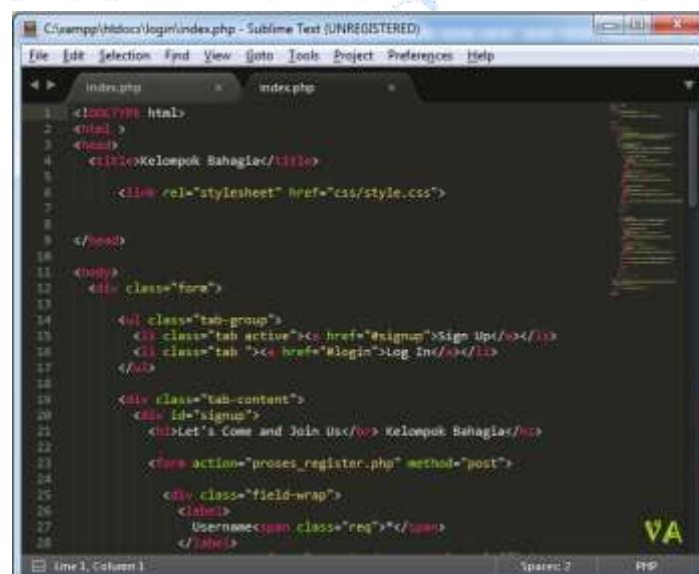 C:\xampp\htdocs\login\index.php - Sublime Text (UNREGISTERED)
File Edit Selection Find View Goto Tools Project Preferences Help
index.php index.php
1 <!DOCTYPE html>
2 <html >
3 <head>
4 <title>Kelompok Bahagia</title>
5
6 <link rel="stylesheet" href="css/style.css">
7
8
9 </head>
10
11 <body>
12 <div class="form">
13
14 <ul class="tab-group">
15 <li class="tab active"><a href="#signup">Sign Up</a></li>
16 <li class="tab "><a href="#login">Log In</a></li>
17 </ul>
18
19 <div class="tab-content">
20 <div id="signup">
21 <h1>Let's Come and Join Us</br> Kelompok Bahagia</h1>
22
23 <form action="proses_register.php" method="post">
24
25 <div class="field-wrap">
26 <label>
27 Username<span class="req">*</span>
28 </label>
VA
Line 1, Column 1 Spaces: 2 PHP